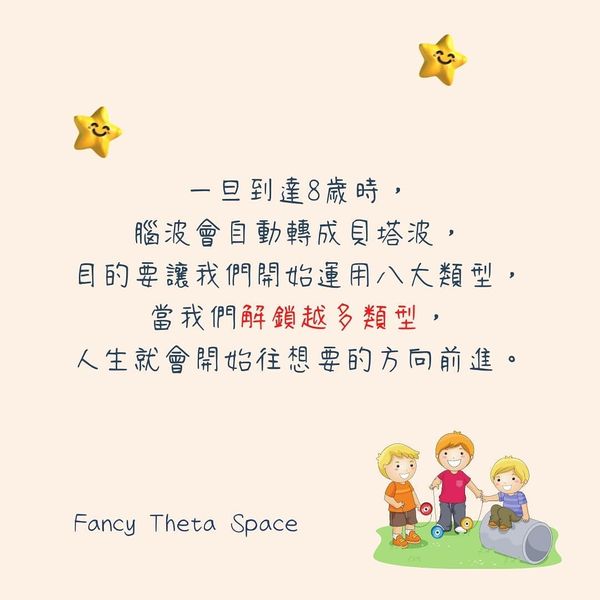 一旦到達8歲時，
腦波會自動轉成貝塔波，
目的要讓我們開始運用八大類型，
當我們解鎖越多類型，
人生就會開始往想要的方向前進。
Fancy Theta Space